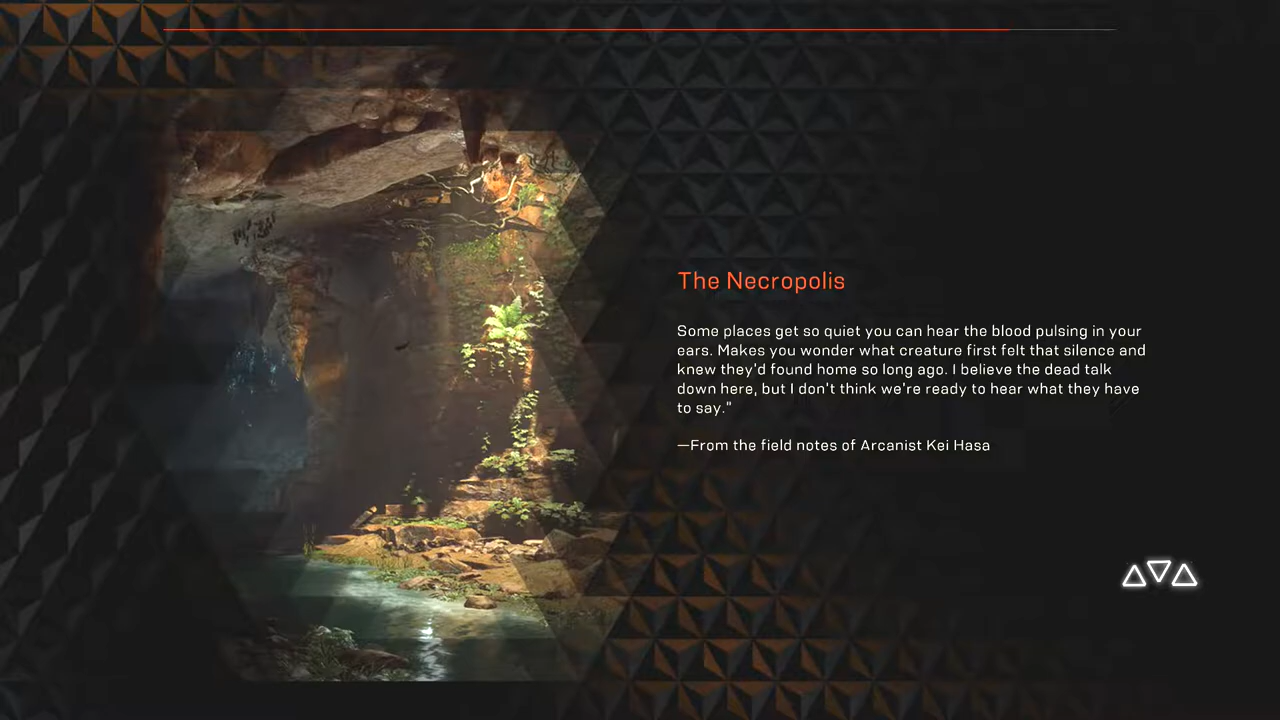 The Necropolis
Some places get so quiet you can hear the blood pulsing in your
ears. Makes you wonder what creature first felt that silence and
knew they'd found home so long ago. I believe the dead talk
down here, but I don't think we're ready to hear what they have
to say."
—From the field notes of Arcanist Kei Hasa